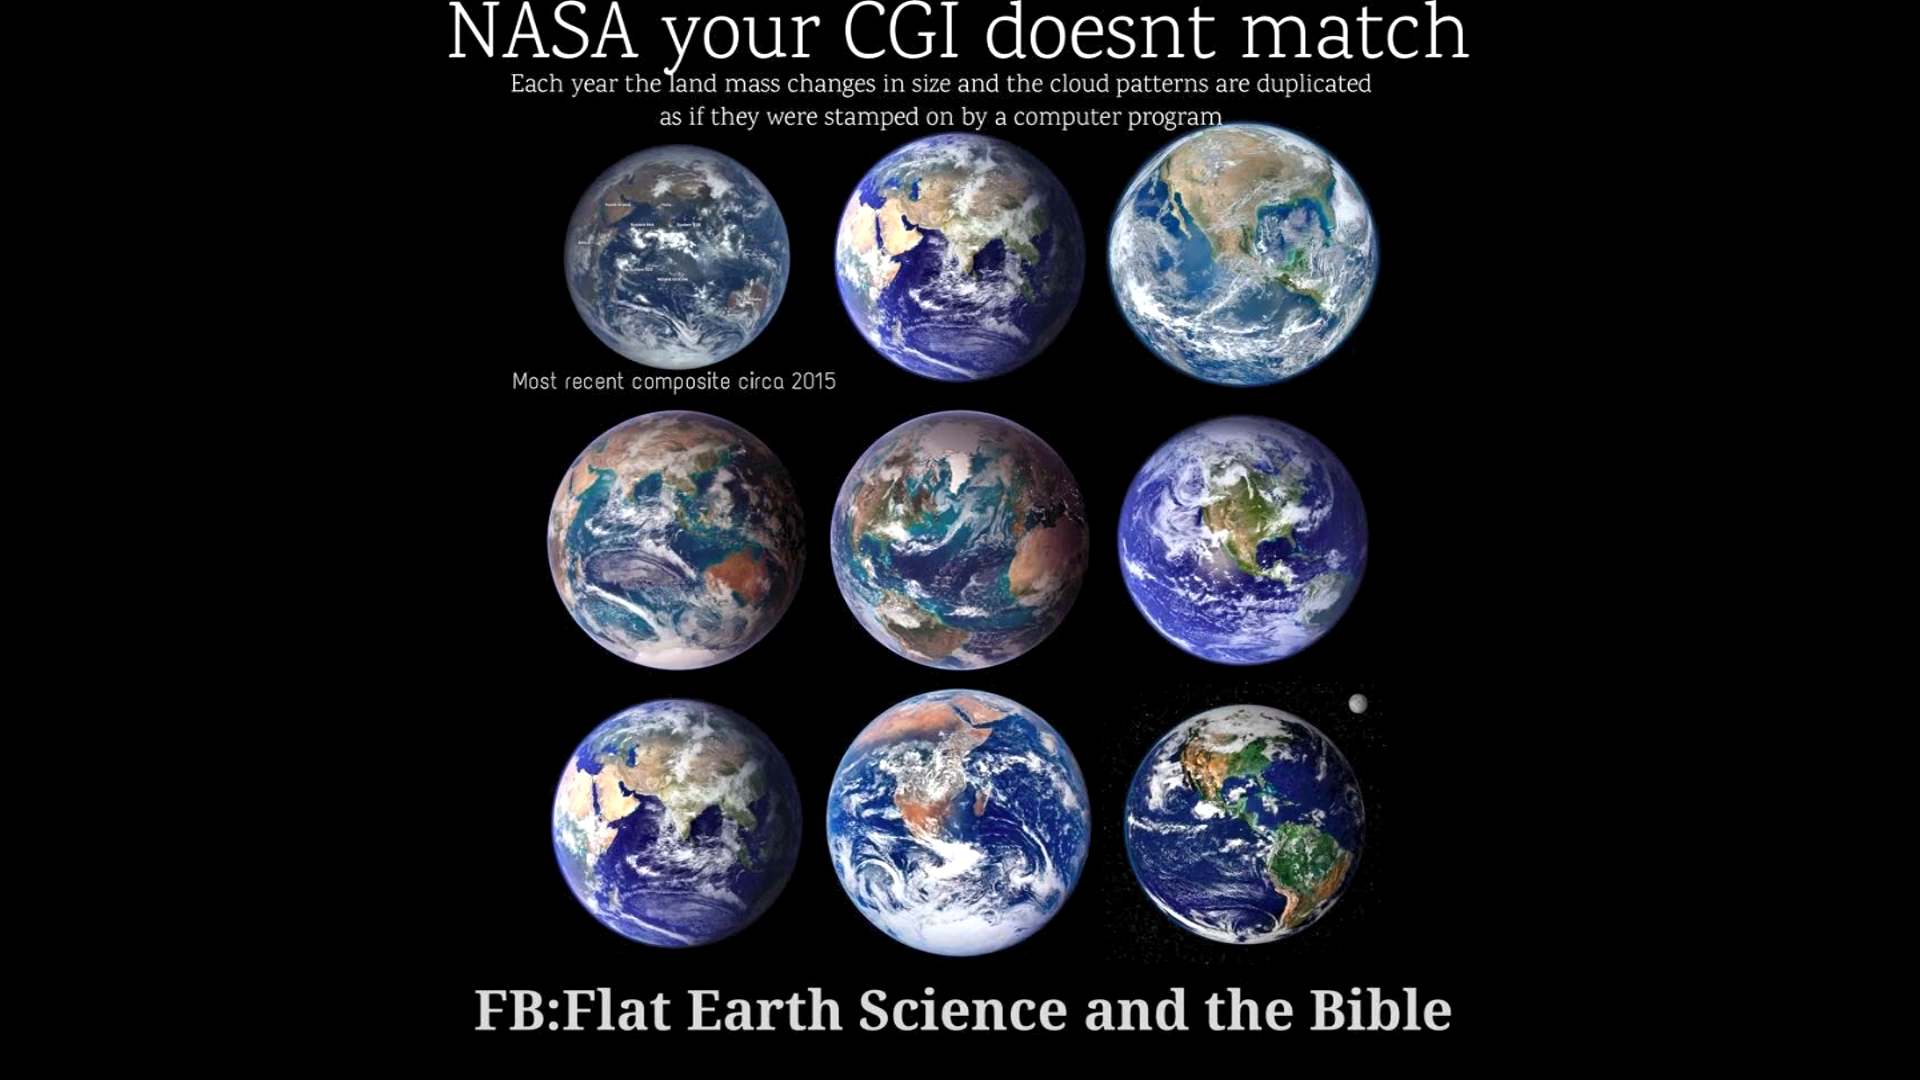 NASA your CGI doesnt match
Each year the land mass changes in size and the cloud patterns are duplicated
as if they were stamped on by a computer program
Most recent composite circa 2015
FB:Flat Earth Science and the Bible